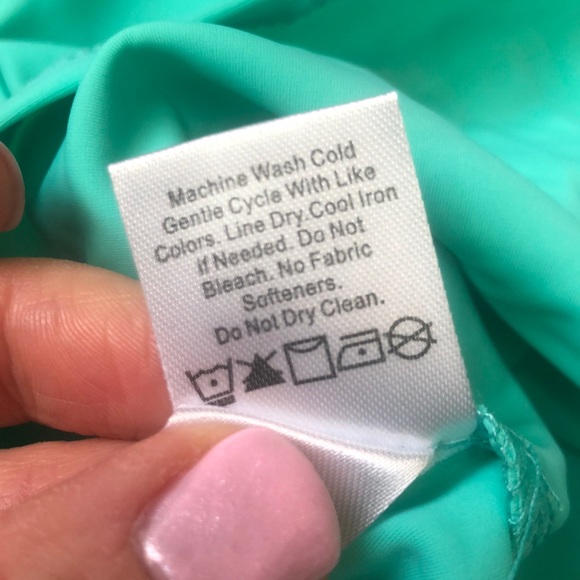 Machine Wash Cold
Gentle Cycle With Like
Colors. Line Dry.Cool Iron
If Needed. Do Not
Bleach. No Fabric
Softeners.
Do Not Dry Clean.